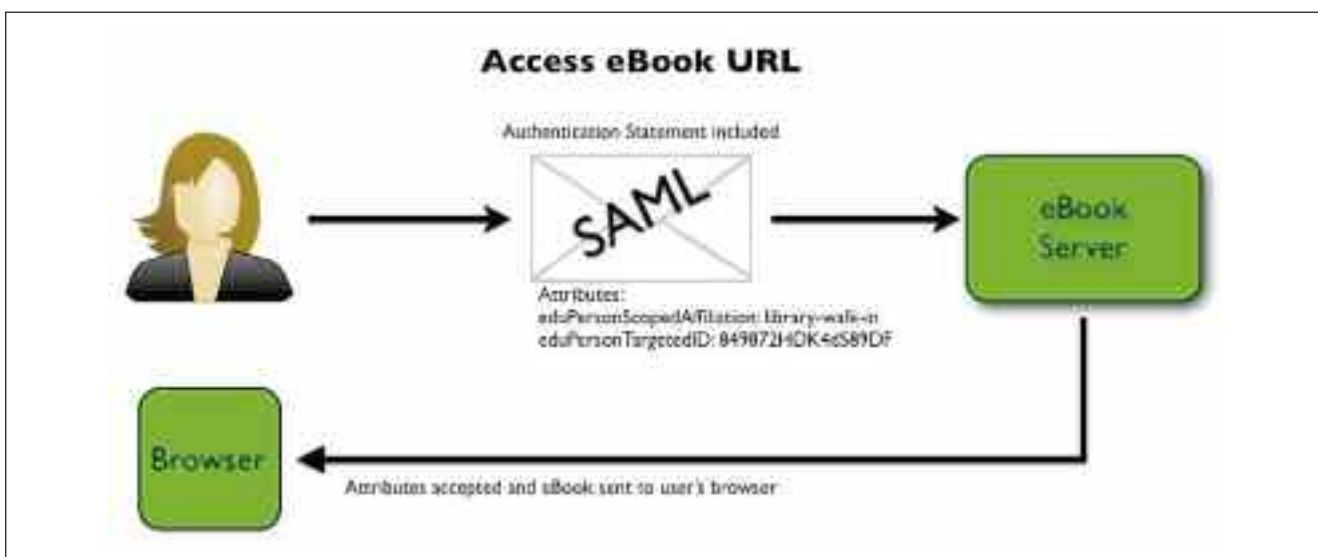 Access eBook URL
Authentication Statement included
SAML
Attributes:
eduPersonScopedAffiliation: library-walk-in
eduPersonTargetedID:
eBook
Server
Browser
Attributes accepted and eBook sent to user's browser